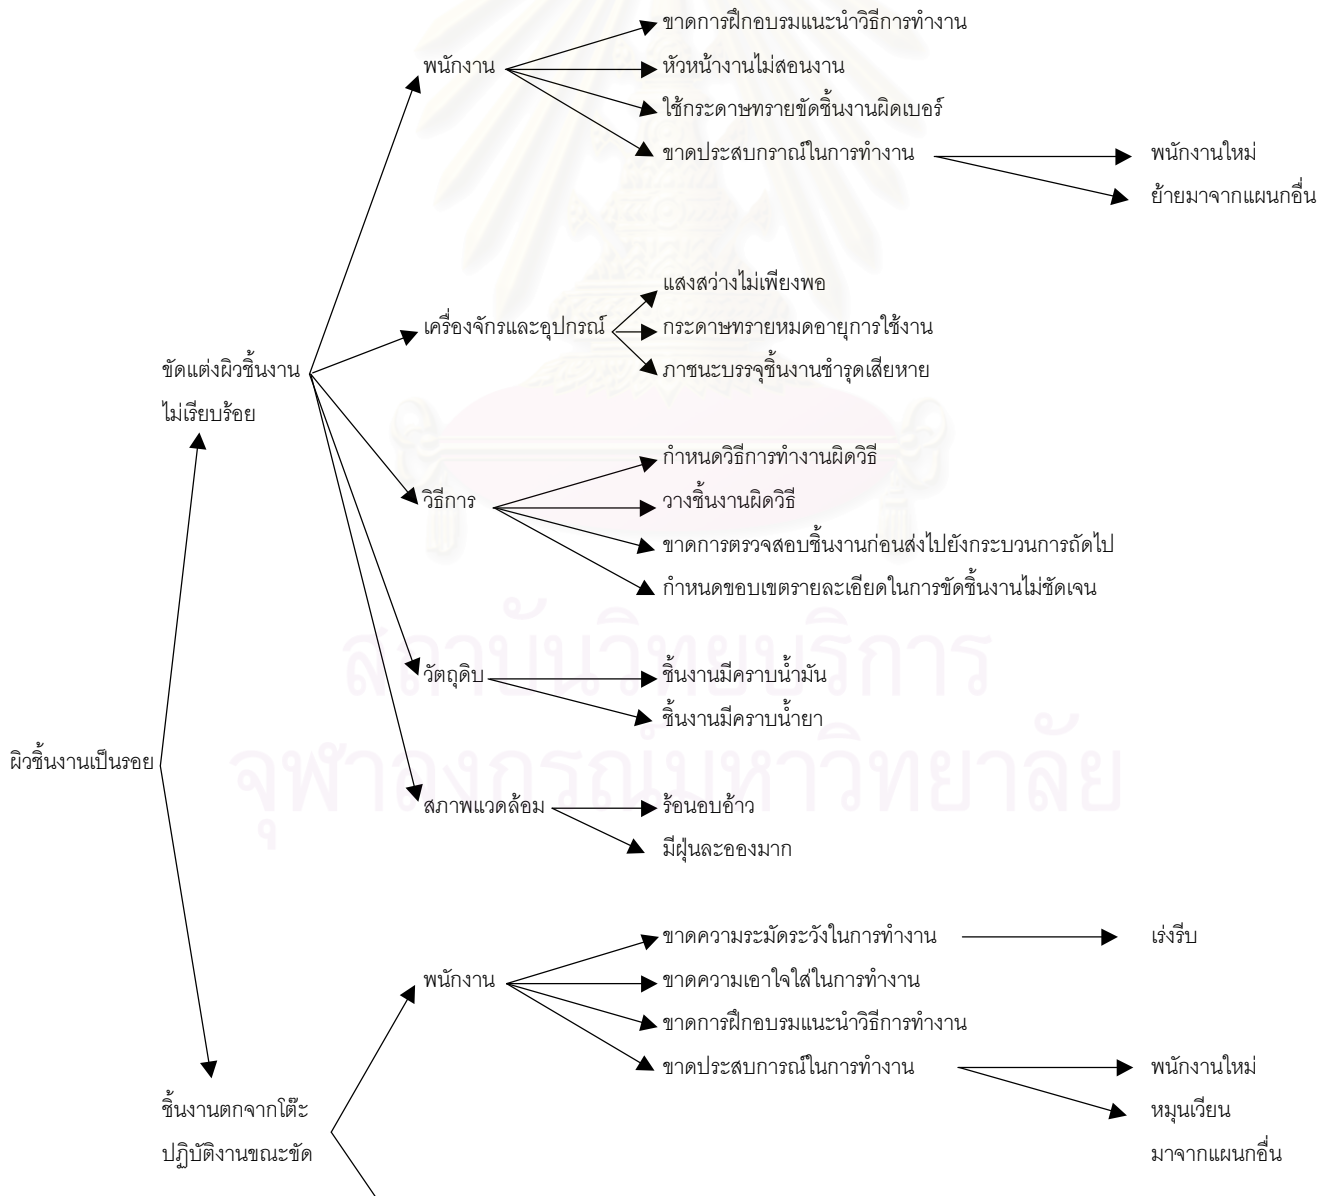 ขาดการฝึกอบรมแนะนำวิธีการทำงาน
พนักงาน
หัวหน้างานไม่สอนงาน
ใช้กระดาษทรายขัดชิ้นงานผิดเบอร์
ขาดประสบกราณ์ในการทำงาน
พนักงานใหม่
ย้ายมาจากแผนกอื่น
แสงสว่างไม่เพียงพอ
เครื่องจักรและอุปกรณ์
กระดาษทรายหมดอายุการใช้งาน
ขัดแต่งผิวชิ้นงาน
ไม่เรียบร้อย
ภาชนะบรรจุชิ้นงานชำรุดเสียหาย
กำหนดวิธีการทำงานผิดวิธี
วิธีการ
วางชิ้นงานผิดวิธี
ขาดการตรวจสอบชิ้นงานก่อนส่งไปยังกระบวนการถัดไป
กำหนดขอบเขตรายละเอียดในการขัดชิ้นงานไม่ชัดเจน
สถาบันวิทยบริการ
วัตถุดิบ
ชิ้นงานมีคราบน้ำมัน
ชิ้นงานมีคราบน้ำยา
ผิวชิ้นงานเป็นรอย
จุฬาลงกรณ์มหาวิทยาลัย
สภาพแวดล้อม
ร้อนอบอ้าว
มีฝุ่นละอองมาก
ขาดความระมัดระวังในการทำงาน
เร่งรีบ
พนักงาน
ขาดความเอาใจใส่ในการทำงาน
ขาดการฝึกอบรมแนะนำวิธีการทำงาน
ขาดประสบการณ์ในการทำงาน
พนักงานใหม่
ชิ้นงานตกจากโต๊ะ
ปฏิบัติงานขณะขัด
หมุนเวียน
มาจากแผนกอื่น